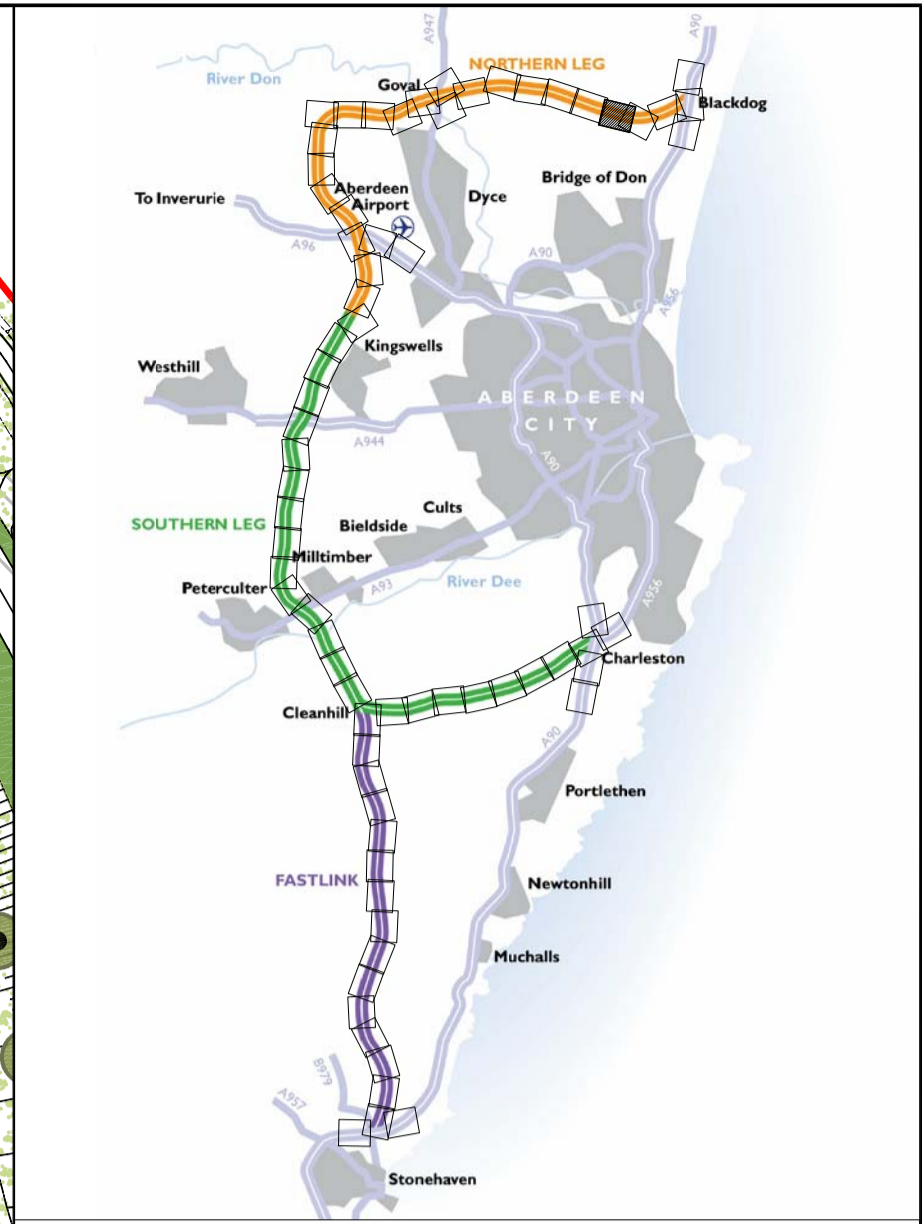 A947
A90
NORTHERN LEG
River Don
Goval
Blackdog
Bridge of Don
Aberdeen
Airport
Dyce
To Inverurie
A96
A90
A956
Kingswells
Westhill
ABERDEEN
CITY
A944
A90
Cults
SOUTHERN LEG
Bieldside
Milltimber
River Dee
Peterculter
A93
A956
Charleston
Cleanhill
A90
Portlethen
FASTLINK
Newtonhill
Muchalls
B979
A957
Stonehaven